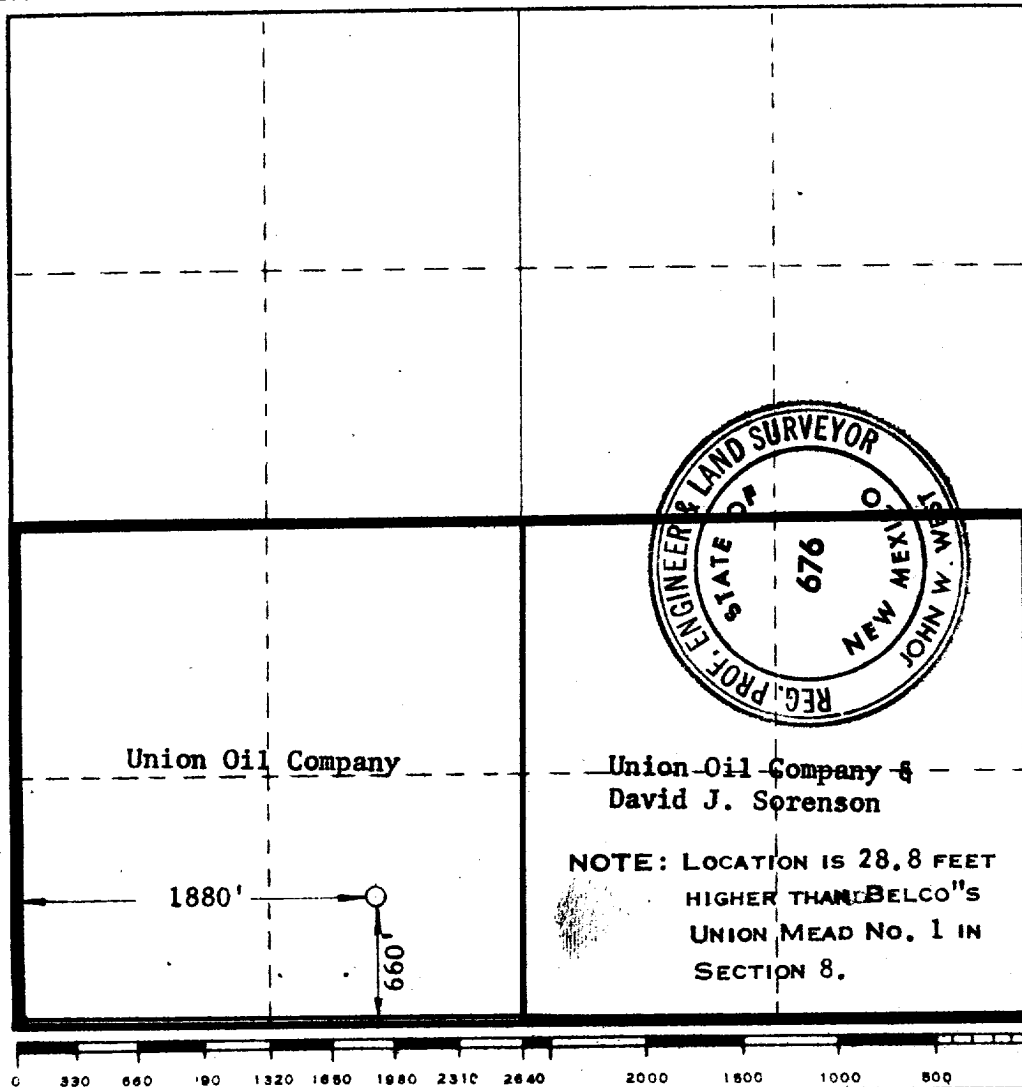 REG. PROF. ENGINEER & LAND SURVEYOR
JOHN W. WEST
STATE OF
NEW MEXICO
676
Union Oil Company
Union Oil Company &
David J. Sorenson
NOTE: LOCATION IS 28.8 FEET
HIGHER THAN BELCO"S
UNION MEAD NO. 1 IN
SECTION 8.
1880'
660'
0 330 660 '90 1320 1650 1980 2310 2640 2000 1500 1000 500